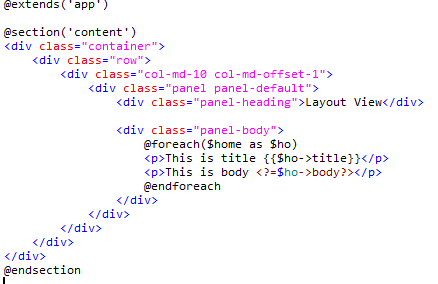 @extends('app')
@section('content')
<div class="container">
<div class="row">
<div class="col-md-10 col-md-offset-1">
<div class="panel panel-default">
<div class="panel-heading">Layout View</div>
<div class="panel-body">
@foreach($home as $ho)
<p>This is title {{$ho->title}}</p>
<p>This is body <?=$ho->body?></p>
@endforeach
</div>
</div>
</div>
</div>
</div>
@endsection